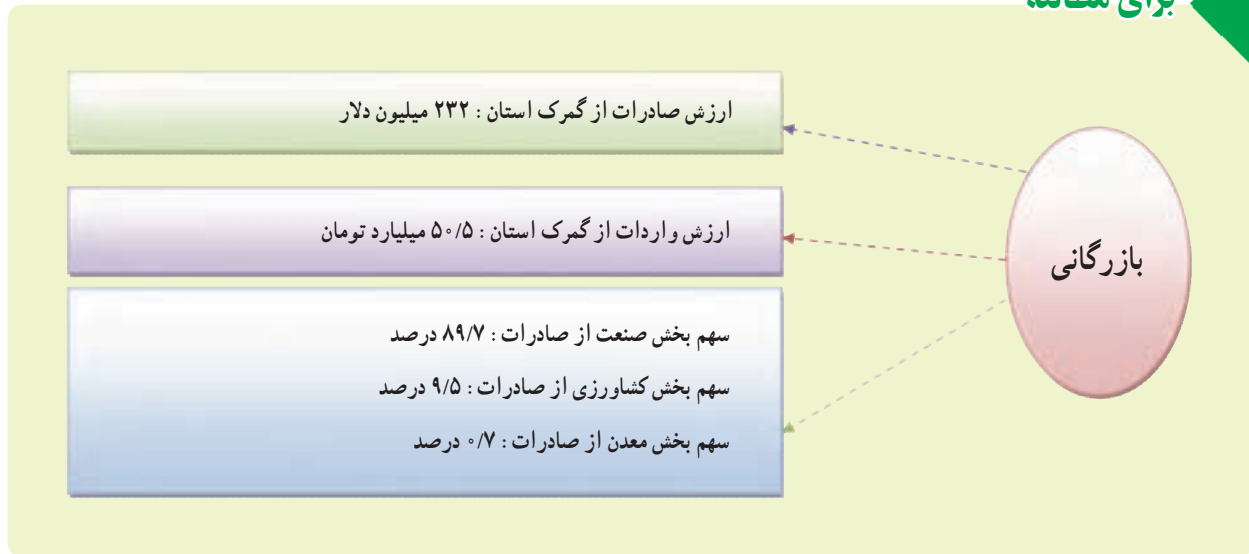 برای
ارزش صادرات از گمرک استان : ۲۳۲ میلیون دلار
ارزش واردات از گمرک استان : ۵۰/۵ میلیارد تومان
سهم بخش صنعت از صادرات : ۸۹/۷ درصد
سهم بخش کشاورزی از صادرات : ۹/۵ درصد
سهم بخش معدن از صادرات : ۰/۷ درصد
بازرگانی